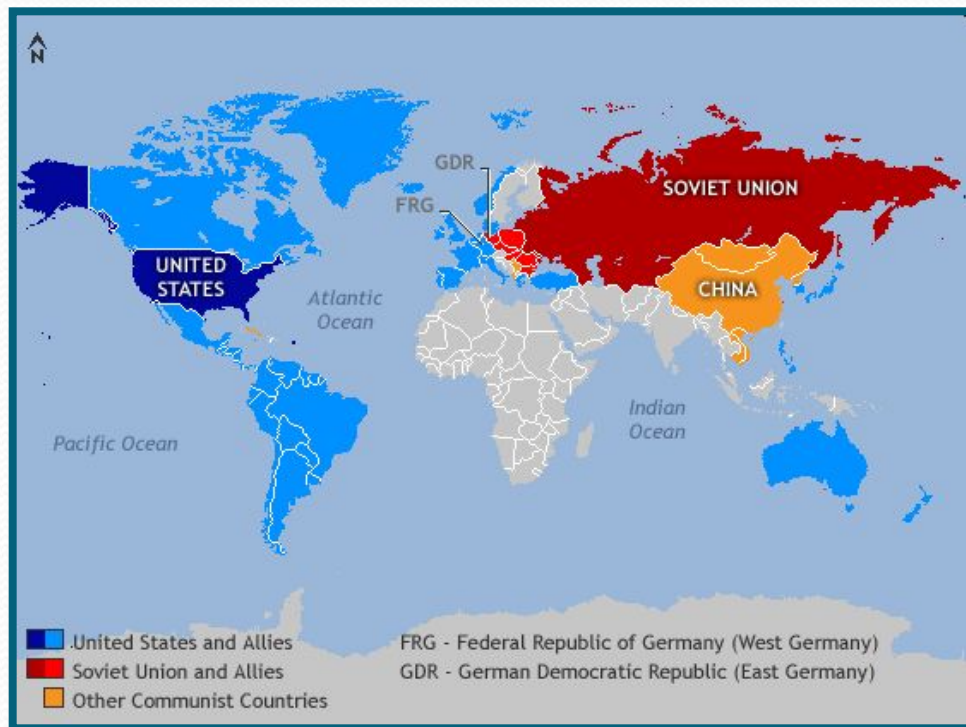 N
GDR
FRG
SOVIET UNION
UNITED
STATES
CHINA
Atlantic
Ocean
Pacific Ocean
Indian
Ocean
United States and Allies
Soviet Union and Allies
Other Communist Countries
FRG - Federal Republic of Germany (West Germany)
GDR - German Democratic Republic (East Germany)